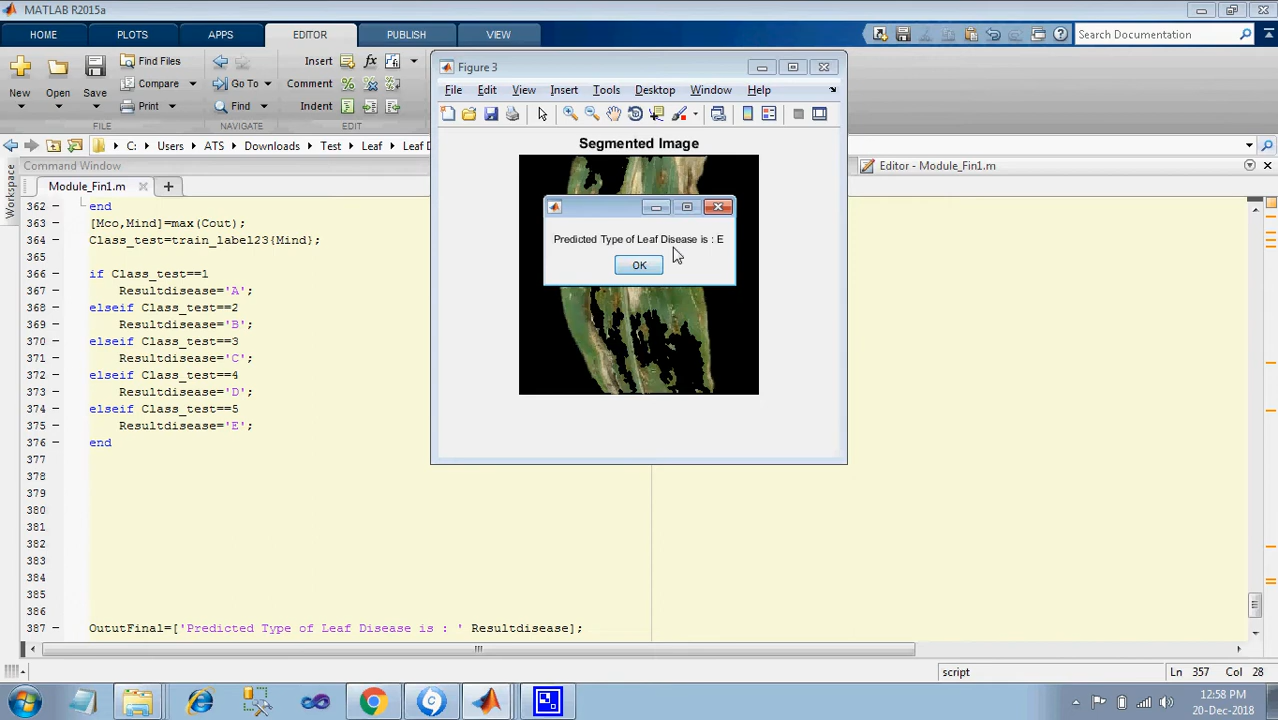 MATLAB R2015a
HOME
PLOTS
APPS
EDITOR
PUBLISH
VIEW
Search Documentation
New
Open
Save
Find Files
Compare
Print
FILE
Go To
Find
NAVIGATE
Insert
fx
Comment
%
Indent
EDIT
C:
Users
ATS
Downloads
Test
Leaf
Leaf D
Workspace
Command Window
Editor - Module_Fin1.m
Module_Fin1.m
362 – end
363 – [Mco,Mind]=max(Cout);
364 – Class_test=train_label23{Mind};
365
366 – if Class_test==1
367 – Resultdisease='A';
368 – elseif Class_test==2
369 – Resultdisease='B';
370 – elseif Class_test==3
371 – Resultdisease='C';
372 – elseif Class_test==4
373 – Resultdisease='D';
374 – elseif Class_test==5
375 – Resultdisease='E';
376 – end
377
378
379
380
381
382
383
384
385
386
387 – OututFinal=['Predicted Type of Leaf Disease is : ' Resultdisease];
Figure 3
File Edit View Insert Tools Desktop Window Help
Segmented Image
Predicted Type of Leaf Disease is : E
OK
script
Ln 357 Col 28
12:58 PM
20-Dec-2018